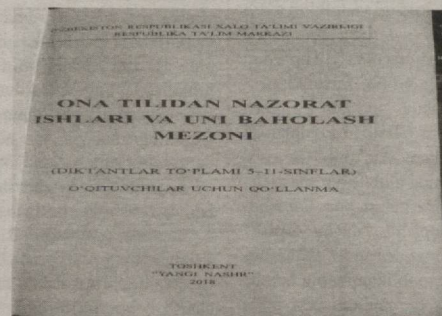 O'ZBEKISTON RESPUBLIKASI XALQ TA'LIMI VAZIRLIGI
RESPUBLIKA TA'LIM MARKAZI
ONA TILIDAN NAZORAT
ISHLARI VA UNI BAHOLASH
MEZONI
(DIKTANTLAR TO'PLAMI 5-11-SINFLAR)
O'QITUVCHILAR UCHUN QO'LLANMA
TOSHKENT
"YANGI NASHR"
2018